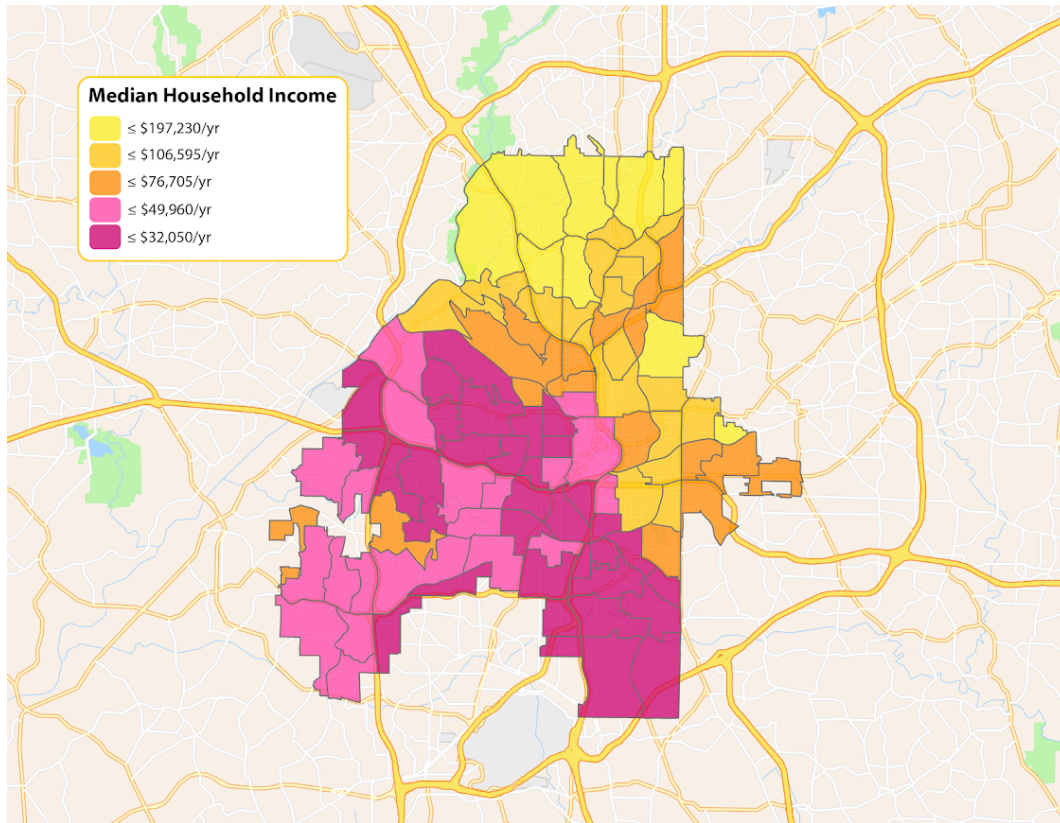 Median Household Income
≤ $197,230/yr
≤ $106,595/yr
≤ $76,705/yr
≤ $49,960/yr
≤ $32,050/yr